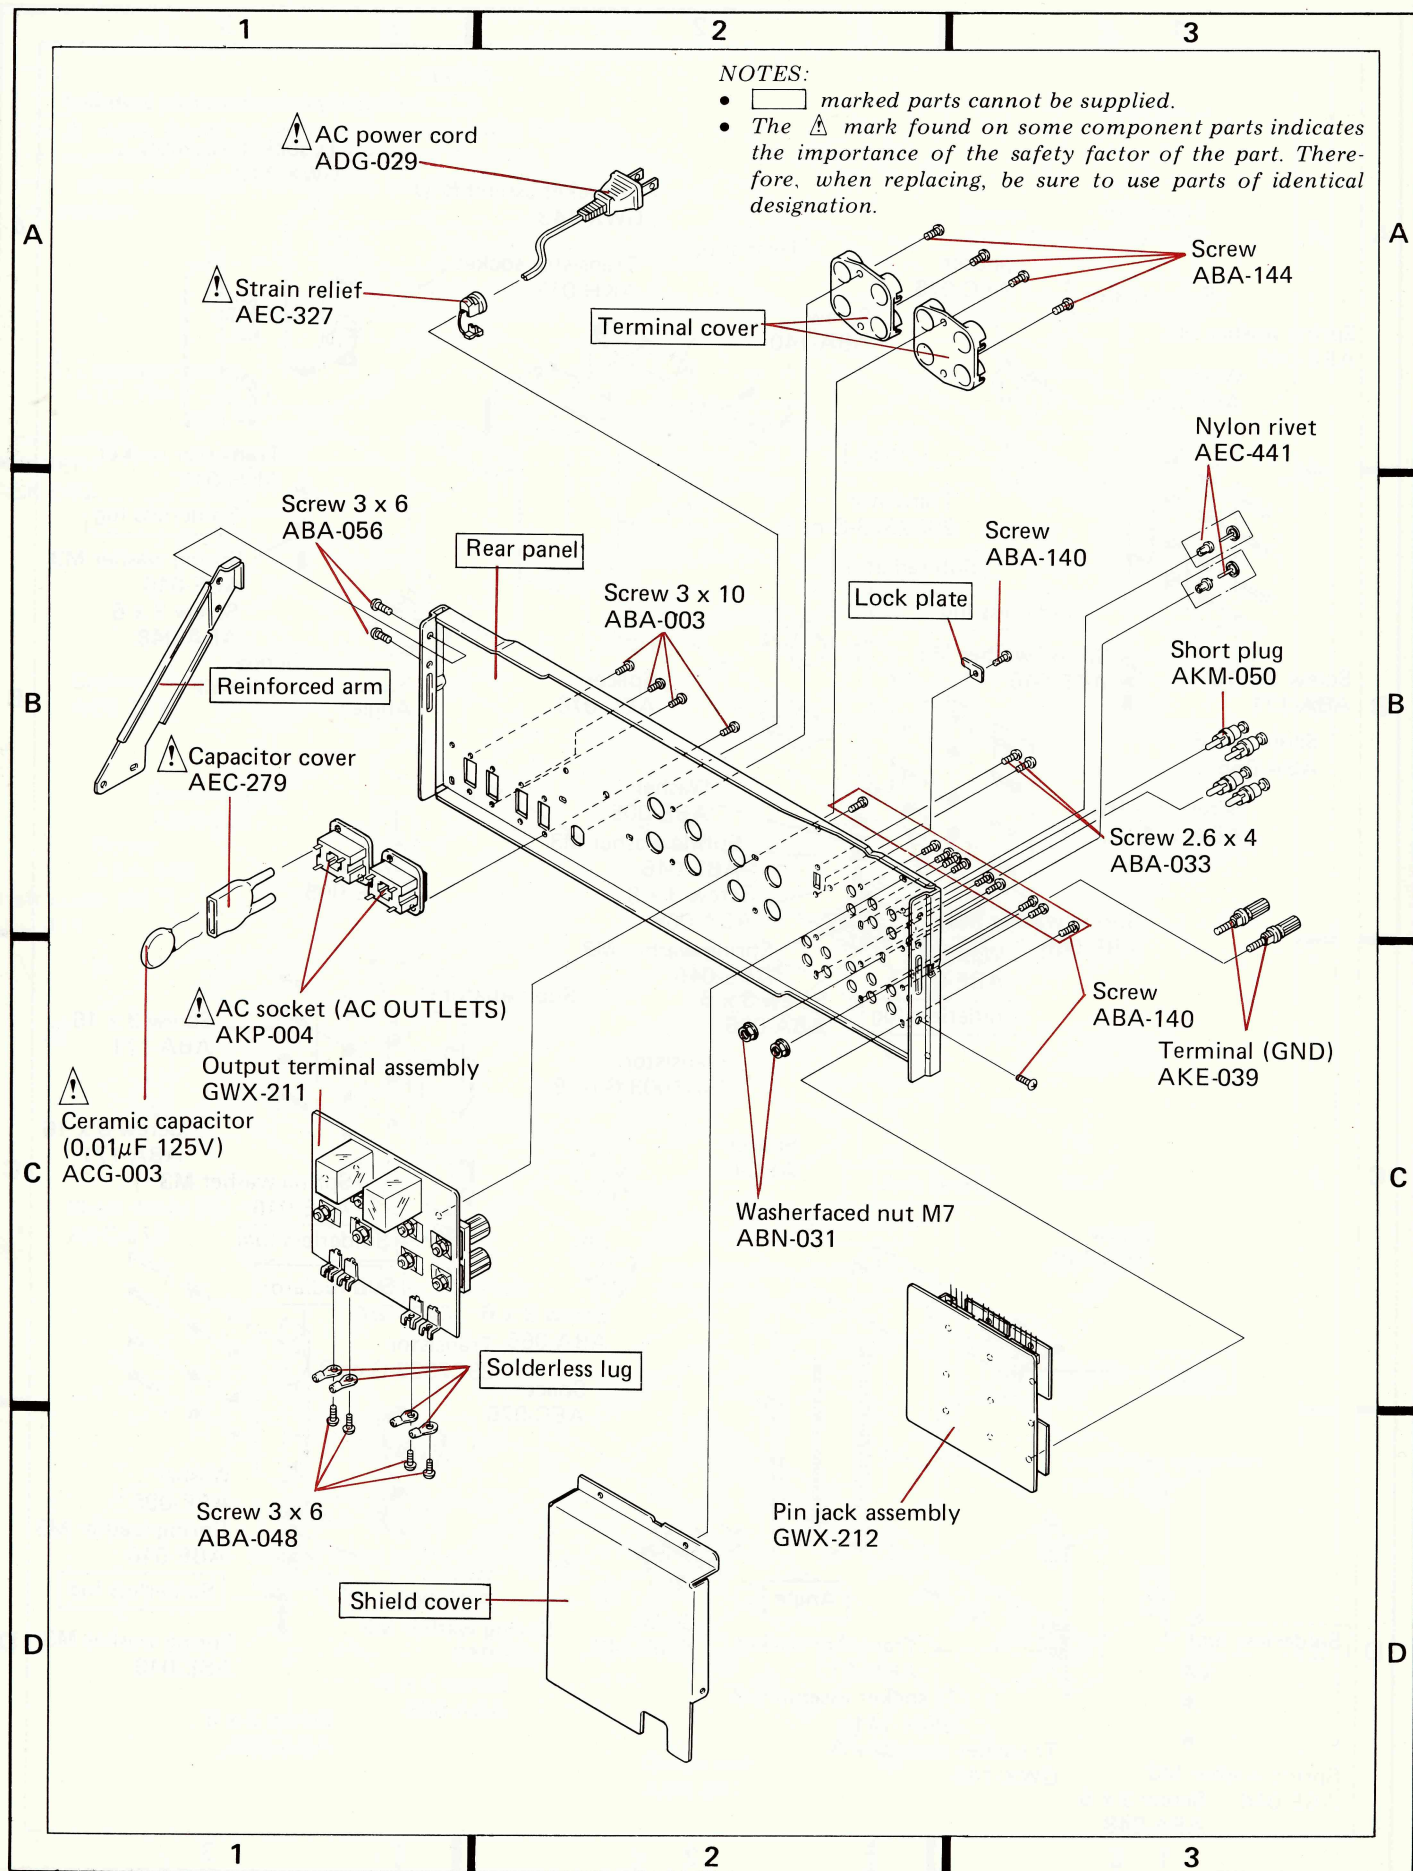 1
2
3
NOTES:
• marked parts cannot be supplied.
• The ⚠ mark found on some component parts indicates
the importance of the safety factor of the part. There-
fore, when replacing, be sure to use parts of identical
designation.
⚠ AC power cord
ADG-029
A
A
Screw
ABA-144
⚠ Strain relief
AEC-327
Terminal cover
Nylon rivet
AEC-441
Screw 3 x 6
ABA-056
Rear panel
Screw
ABA-140
Screw 3 x 10
ABA-003
Lock plate
Short plug
AKM-050
Reinforced arm
B
B
⚠ Capacitor cover
AEC-279
Screw 2.6 x 4
ABA-033
⚠ AC socket (AC OUTLETS)
AKP-004
Screw
ABA-140
Terminal (GND)
AKE-039
Output terminal assembly
GWX-211
⚠
Ceramic capacitor
(0.01µF 125V)
ACG-003
C
C
Washerfaced nut M7
ABN-031
Solderless lug
Screw 3 x 6
ABA-048
Pin jack assembly
GWX-212
Shield cover
D
D
1
2
3